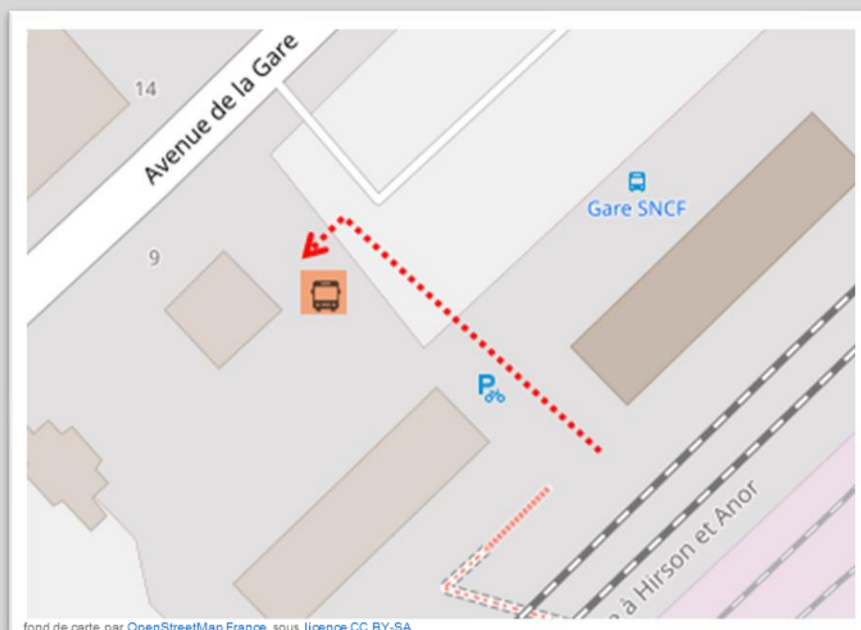 14
Avenue de la Gare
Gare SNCF
9
P
e à Hirson et Anor
fond de carte par OpenStreetMap France, sous licence CC BY-SA